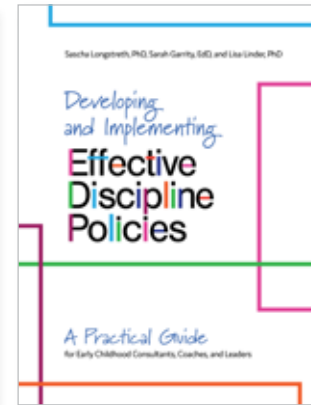 Sascha Longstreth, PhD, Sarah Garrity, EdD, and Lisa Linder, PhD
Developing
and Implementing
Effective
Discipline
Policies
A Practical Guide
for Early Childhood Consultants, Coaches, and Leaders